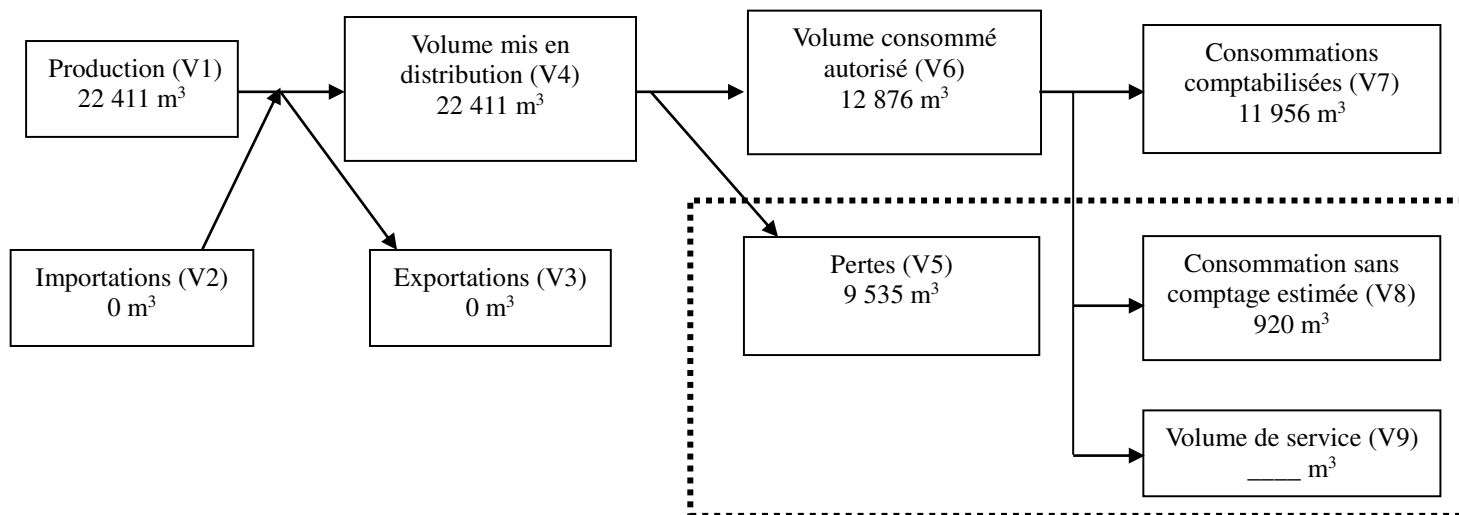 Production (V1)
22 411 m³
Volume mis en
distribution (V4)
22 411 m³
Volume consommé
autorisé (V6)
12 876 m³
Consommations
comptabilisées (V7)
11 956 m³
Importations (V2)
0 m³
Exportations (V3)
0 m³
Pertes (V5)
9 535 m³
Consommation sans
comptage estimée (V8)
920 m³
Volume de service (V9)
____ m³